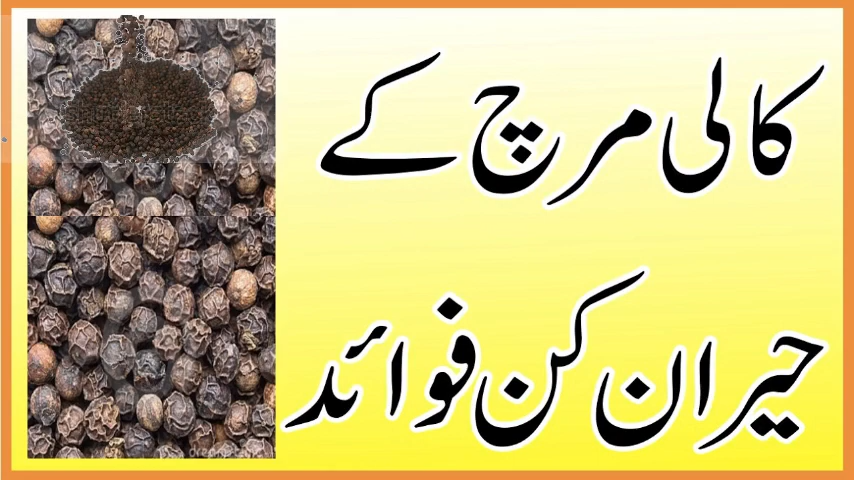 کالی مرچ کے
حیران کن فوائد